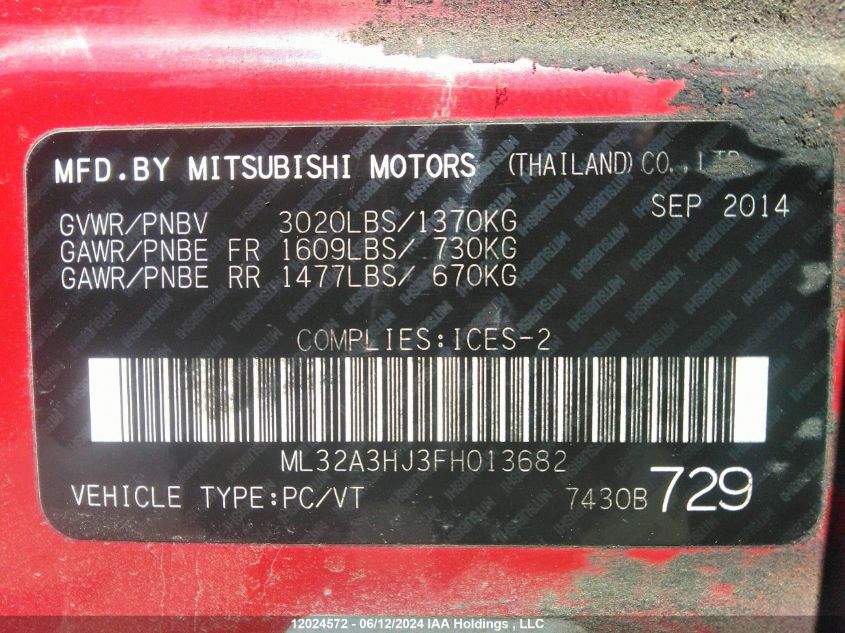 MFD.BY MITSUBISHI MOTORS (THAILAND) CO.,LTD.
SEP 2014
GVWR/PNBV 3020LBS/1370KG
GAWR/PNBE FR 1609LBS/ 730KG
GAWR/PNBE RR 1477LBS/ 670KG
COMPLIES:ICES-2
ML32A3HJ3FH013682
VEHICLE TYPE:PC/VT 7430B 729
12024572 - 06/12/2024 IAA Holdings , LLC